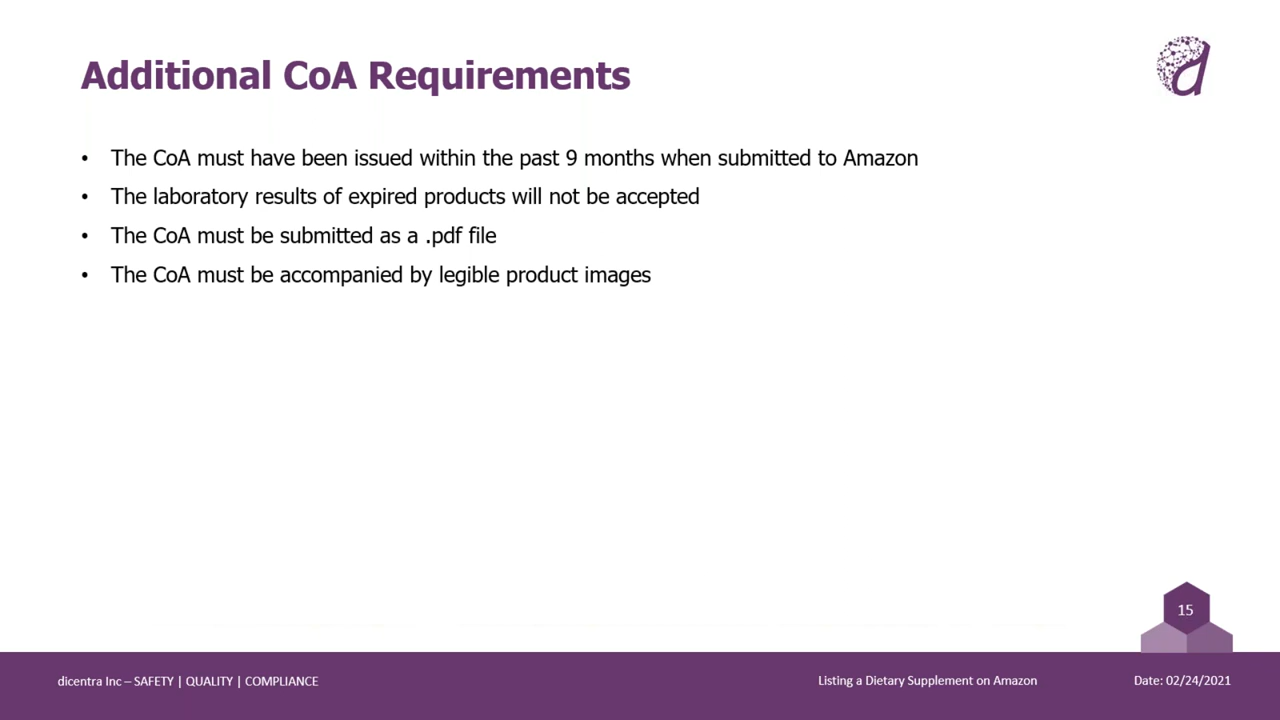 Additional CoA Requirements
• The CoA must have been issued within the past 9 months when submitted to Amazon
• The laboratory results of expired products will not be accepted
• The CoA must be submitted as a .pdf file
• The CoA must be accompanied by legible product images
15
dicentra Inc – SAFETY | QUALITY | COMPLIANCE
Listing a Dietary Supplement on Amazon
Date: 02/24/2021